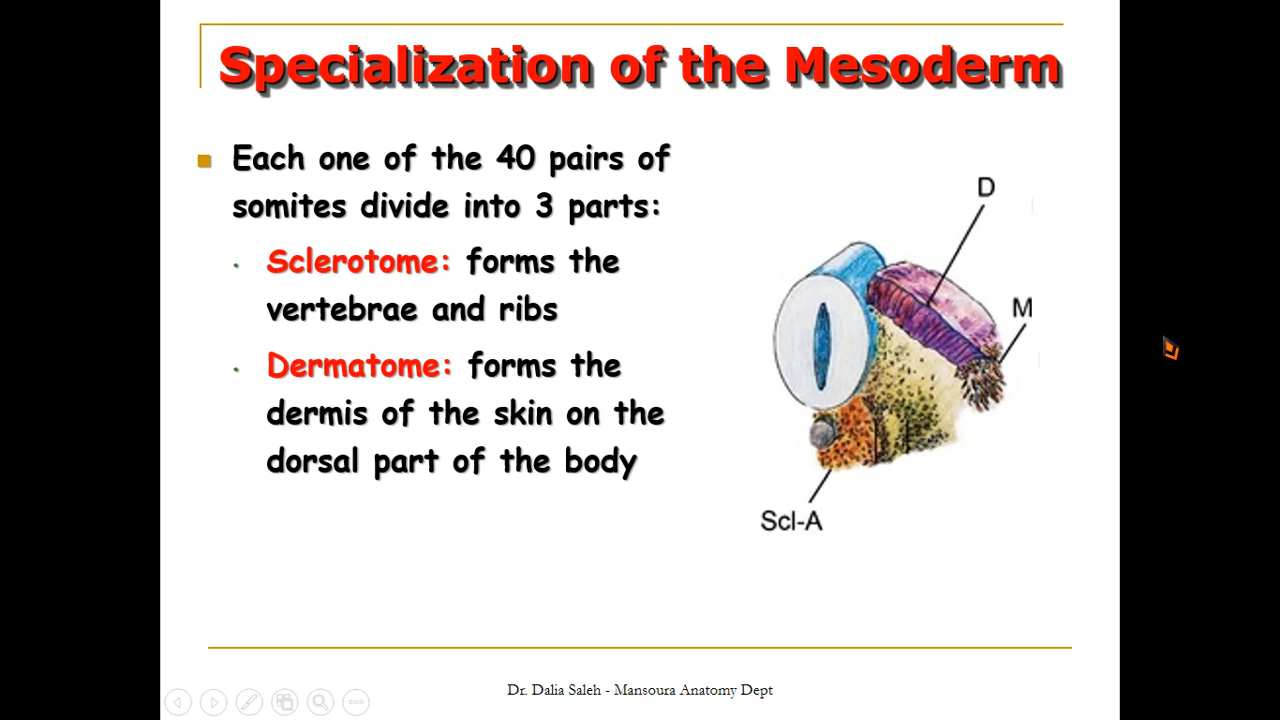 Specialization of the Mesoderm
Each one of the 40 pairs of
somites divide into 3 parts:
Sclerotome: forms the
vertebrae and ribs
Dermatome: forms the
dermis of the skin on the
dorsal part of the body
D
M
Scl-A
Dr. Dalia Saleh - Mansoura Anatomy Dept